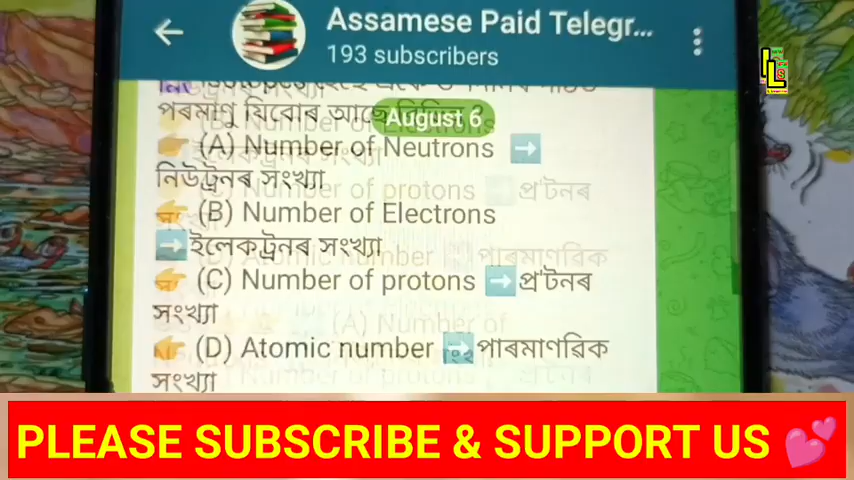 Assamese Paid Telegr...
193 subscribers
পৰমাণু যিবোৰ আছে
August 6
👉 (A) Number of Neutrons ➡️
নিউট্ৰনৰ সংখ্যা
👉 (B) Number of Electrons
➡️ইলেকট্ৰনৰ সংখ্যা
👉 (C) Number of protons ➡️প্ৰ'টনৰ
সংখ্যা
👉 (D) Atomic number ➡️পাৰমাণৱিক
সংখ্যা
PLEASE SUBSCRIBE & SUPPORT US 💕